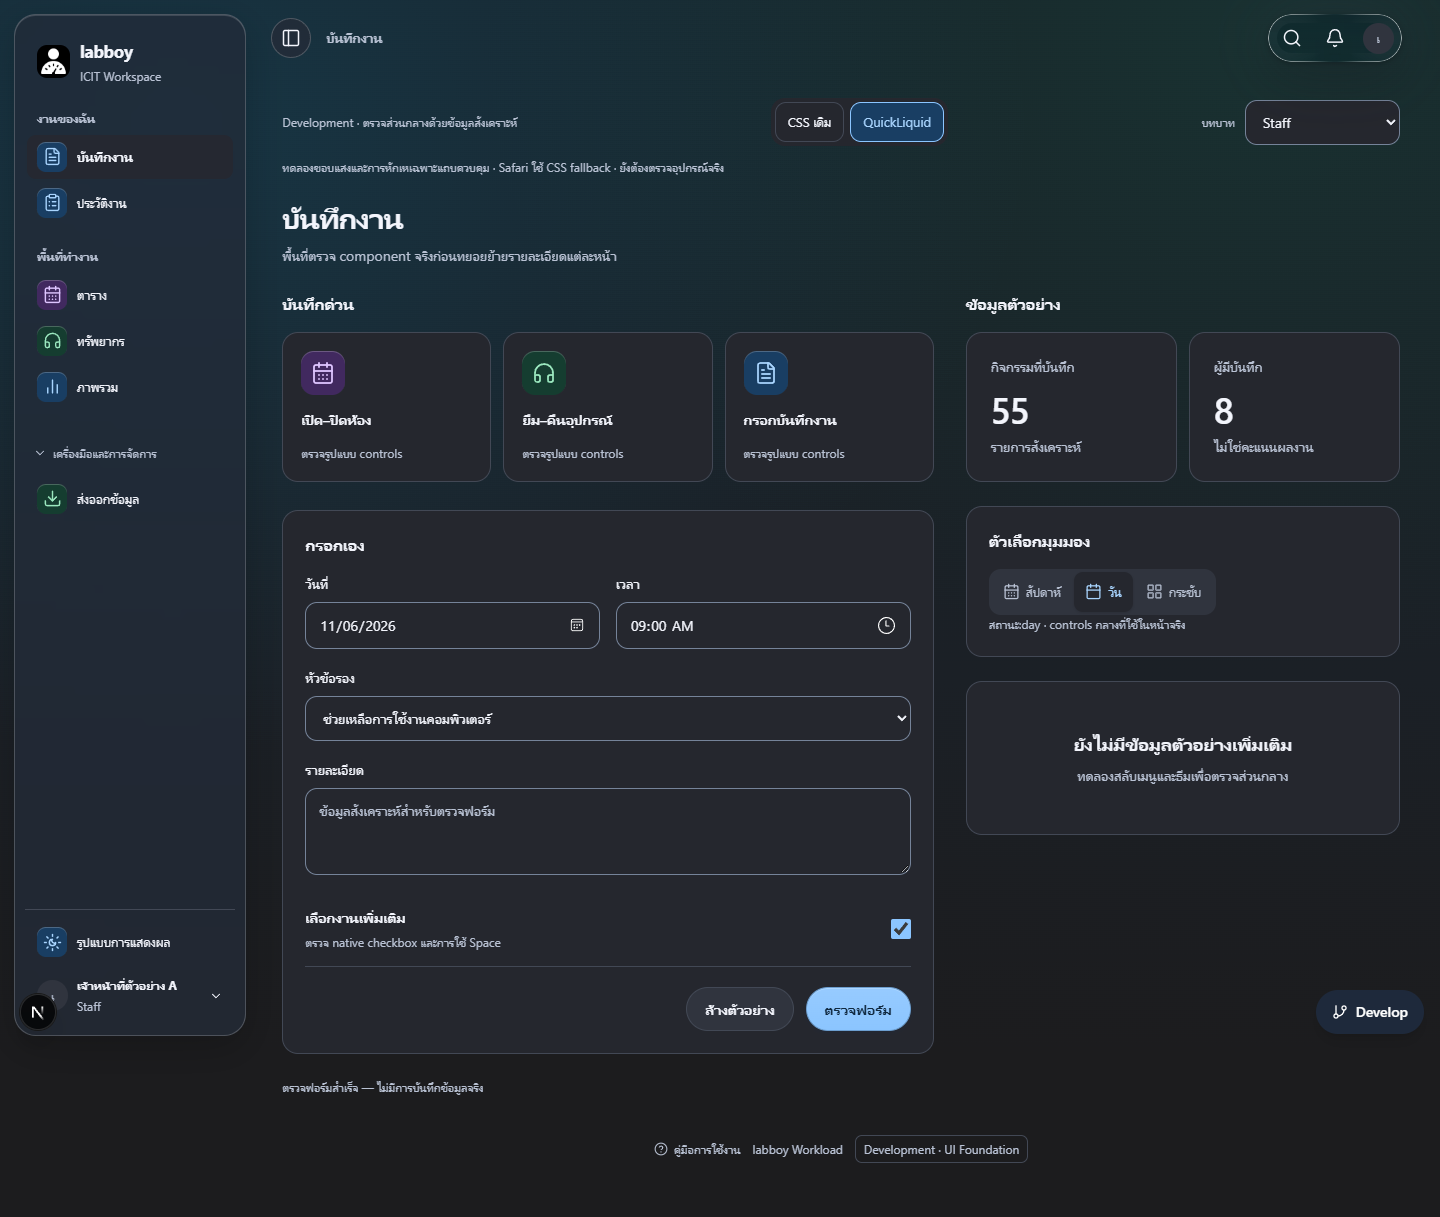 labboy
ICIT Workspace
งานของฉัน
บันทึกงาน
ประวัติงาน
พื้นที่ทำงาน
ตาราง
ทรัพยากร
ภาพรวม
เครื่องมือและการจัดการ
ส่งออกข้อมูล
รูปแบบการแสดงผล
เจ้าหน้าที่ตัวอย่าง A
Staff
N
บันทึกงาน
Development · ตรวจส่วนกลางด้วยข้อมูลสังเคราะห์
CSS เดิม
QuickLiquid
บทบาท
Staff
ทดลองขอบแสงและการหักเหเฉพาะแถบควบคุม · Safari ใช้ CSS fallback · ยังต้องตรวจอุปกรณ์จริง
บันทึกงาน
พื้นที่ตรวจ component จริงก่อนทยอยย้ายรายละเอียดแต่ละหน้า
บันทึกด่วน
เปิด–ปิดห้อง
ตรวจรูปแบบ controls
ยืม–คืนอุปกรณ์
ตรวจรูปแบบ controls
กรอกบันทึกงาน
ตรวจรูปแบบ controls
กรอกเอง
วันที่
เวลา
11/06/2026
09:00 AM
หัวข้อรอง
ช่วยเหลือการใช้งานคอมพิวเตอร์
รายละเอียด
ข้อมูลสังเคราะห์สำหรับตรวจฟอร์ม
เลือกงานเพิ่มเติม
ตรวจ native checkbox และการใช้ Space
ล้างตัวอย่าง
ตรวจฟอร์ม
ตรวจฟอร์มสำเร็จ — ไม่มีการบันทึกข้อมูลจริง
ข้อมูลตัวอย่าง
กิจกรรมที่บันทึก
55
รายการสังเคราะห์
ผู้มีบันทึก
8
ไม่ใช่คะแนนผลงาน
ตัวเลือกมุมมอง
สัปดาห์
วัน
กระชับ
สถานะ:day · controls กลางที่ใช้ในหน้าจริง
ยังไม่มีข้อมูลตัวอย่างเพิ่มเติม
ทดลองสลับเมนูและธีมเพื่อตรวจส่วนกลาง
Develop
คู่มือการใช้งาน
labboy Workload
Development · UI Foundation